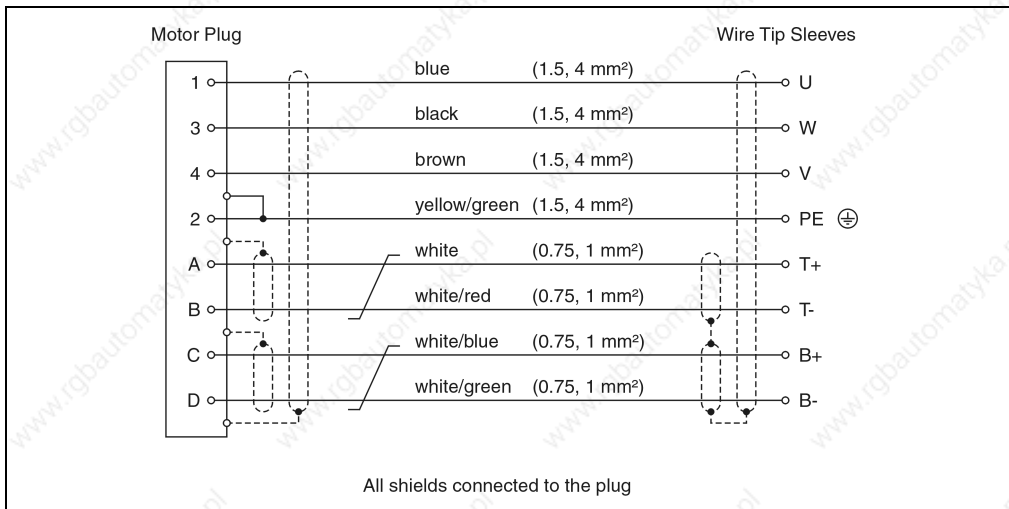 Motor Plug Wire Tip Sleeves
1 blue (1.5, 4 mm²) U
3 black (1.5, 4 mm²) W
4 brown (1.5, 4 mm²) V
2 yellow/green (1.5, 4 mm²) PE
A white (0.75, 1 mm²) T+
B white/red (0.75, 1 mm²) T-
C white/blue (0.75, 1 mm²) B+
D white/green (0.75, 1 mm²) B-
All shields connected to the plug
www.rgbautomatyka.pl